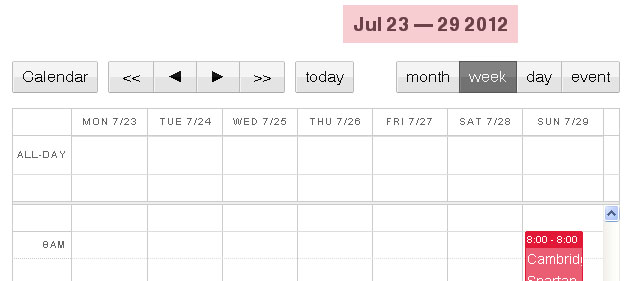 Jul 23 — 29 2012
Calendar << ◀ ▶ >> today month week day event
MON 7/23 TUE 7/24 WED 7/25 THU 7/26 FRI 7/27 SAT 7/28 SUN 7/29
ALL-DAY
8AM
8:00 - 8:00
Cambrid
Spartan